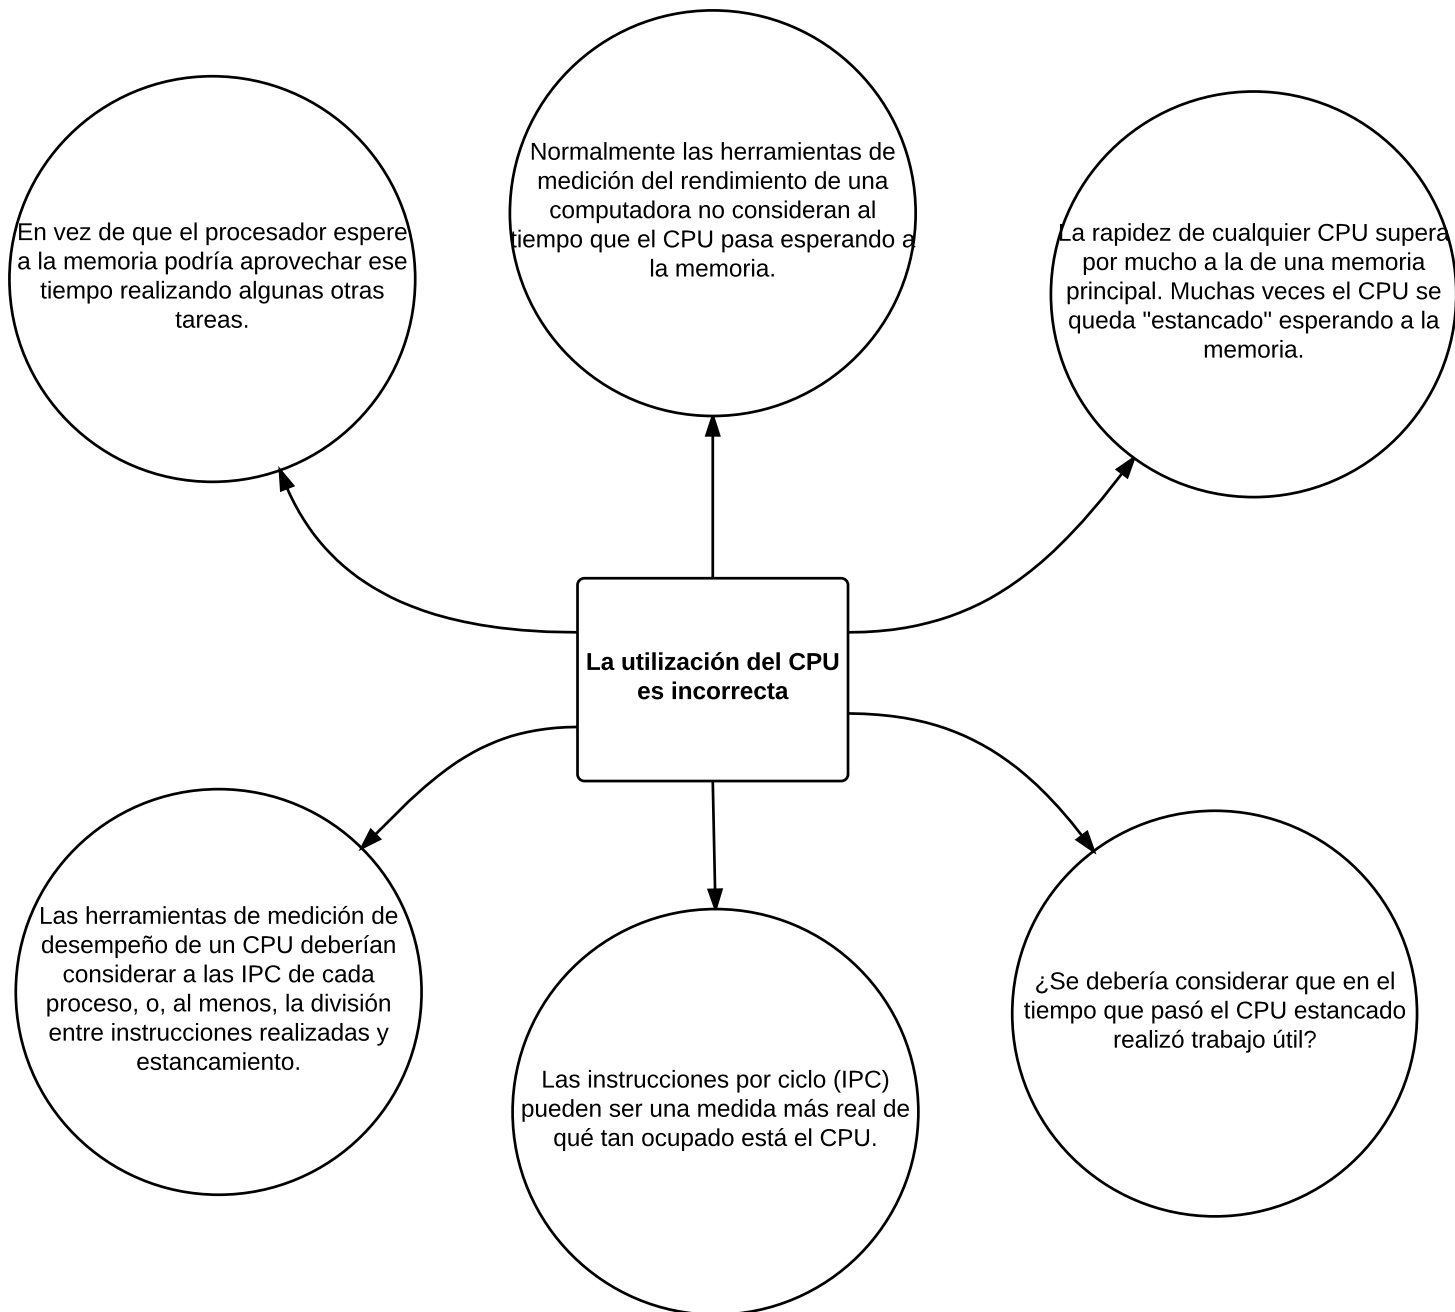 En vez de que el procesador espere
a la memoria podría aprovechar ese
tiempo realizando algunas otras
tareas.
Normalmente las herramientas de
medición del rendimiento de una
computadora no consideran al
tiempo que el CPU pasa esperando a
la memoria.
La rapidez de cualquier CPU supera
por mucho a la de una memoria
principal. Muchas veces el CPU se
queda "estancado" esperando a la
memoria.
La utilización del CPU
es incorrecta
Las herramientas de medición de
desempeño de un CPU deberían
considerar a las IPC de cada
proceso, o, al menos, la división
entre instrucciones realizadas y
estancamiento.
Las instrucciones por ciclo (IPC)
pueden ser una medida más real de
qué tan ocupado está el CPU.
¿Se debería considerar que en el
tiempo que pasó el CPU estancado
realizó trabajo útil?